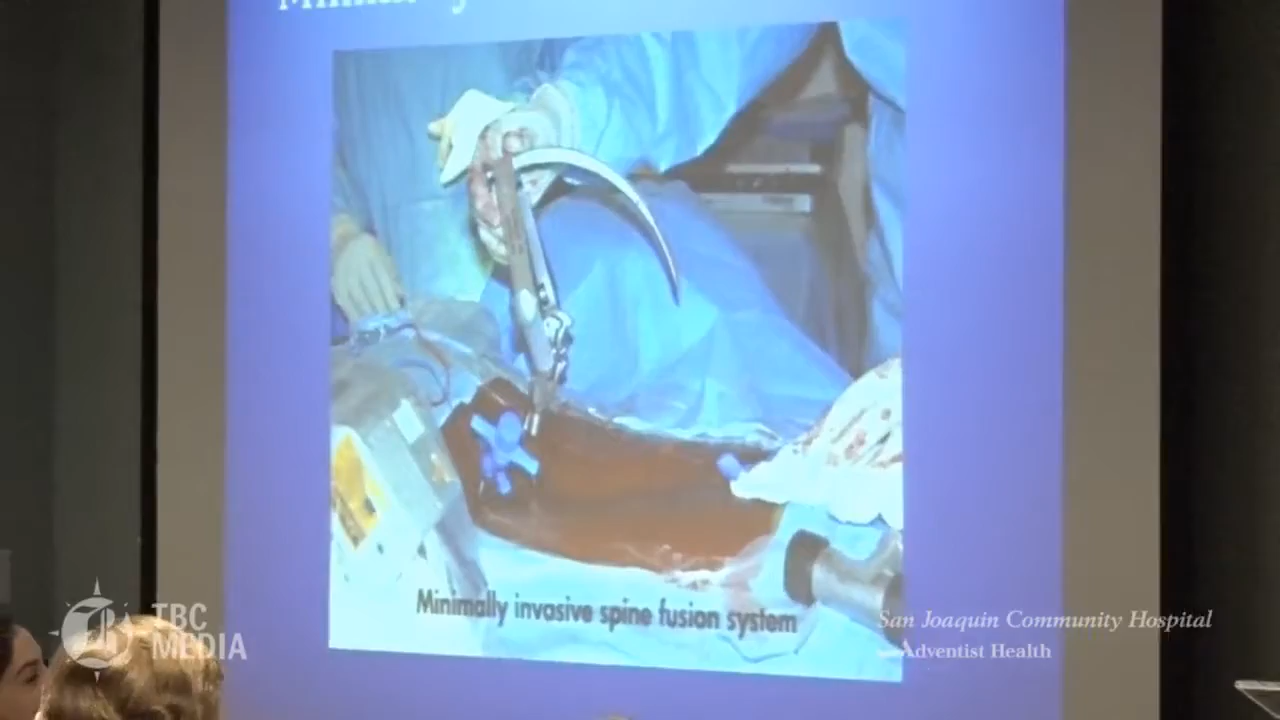 Minimally invasive spine fusion system
TBC
MEDIA
San Joaquin Community Hospital
Adventist Health